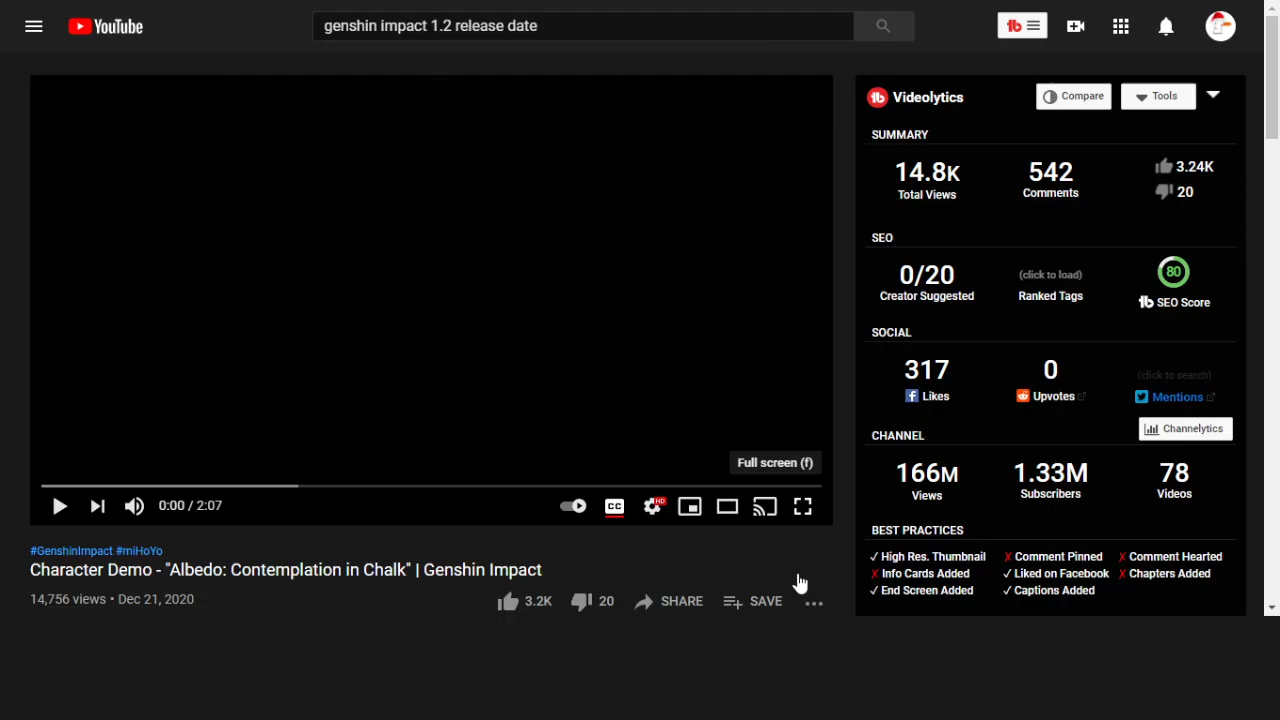 YouTube
genshin impact 1.2 release date
Videolytics
Compare
Tools
SUMMARY
14.8K
Total Views
542
Comments
3.24K
20
SEO
0/20
Creator Suggested
(click to load)
Ranked Tags
80
SEO Score
SOCIAL
317
Likes
0
Upvotes
(click to search)
Mentions
CHANNEL
Channelytics
166M
Views
1.33M
Subscribers
78
Videos
BEST PRACTICES
✓ High Res. Thumbnail ✗ Comment Pinned ✗ Comment Hearted
✗ Info Cards Added ✓ Liked on Facebook ✗ Chapters Added
✓ End Screen Added ✓ Captions Added
Full screen (f)
0:00 / 2:07
CC
HD
#GenshinImpact #miHoYo
Character Demo - "Albedo: Contemplation in Chalk" | Genshin Impact
14,756 views • Dec 21, 2020
3.2K
20
SHARE
SAVE